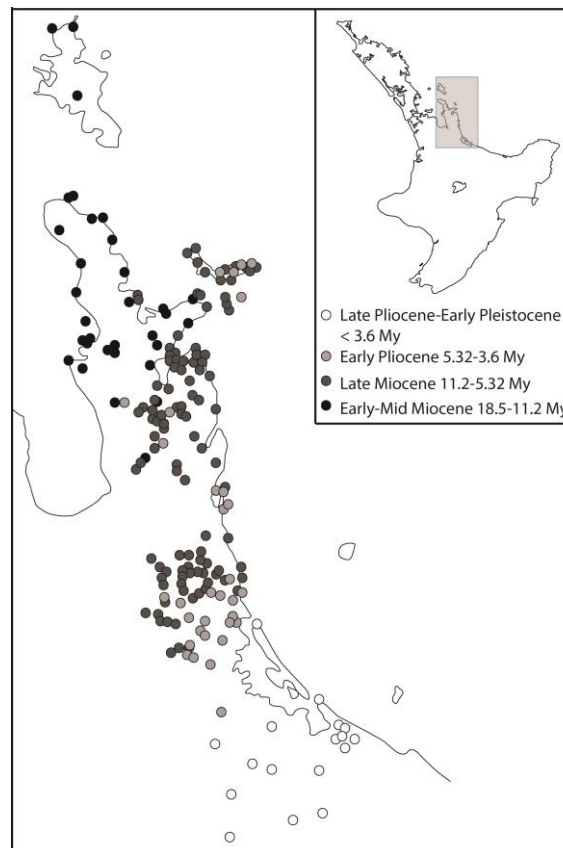 Late Pliocene-Early Pleistocene
< 3.6 My
Early Pliocene 5.32-3.6 My
Late Miocene 11.2-5.32 My
Early-Mid Miocene 18.5-11.2 My